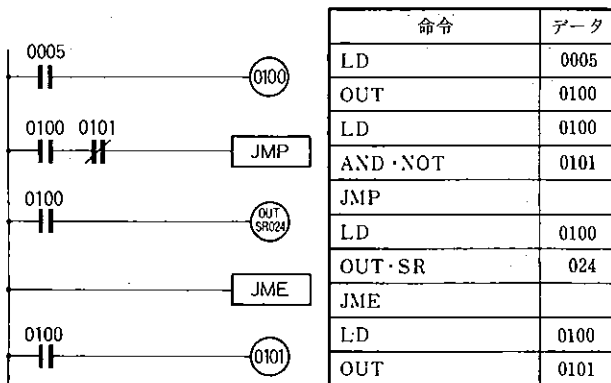 0005
0100
0100 0101
JMP
0100
OUT
SR024
JME
0100
0101
命令 データ
LD 0005
OUT 0100
LD 0100
AND・NOT 0101
JMP
LD 0100
OUT・SR 024
JME
LD 0100
OUT 0101